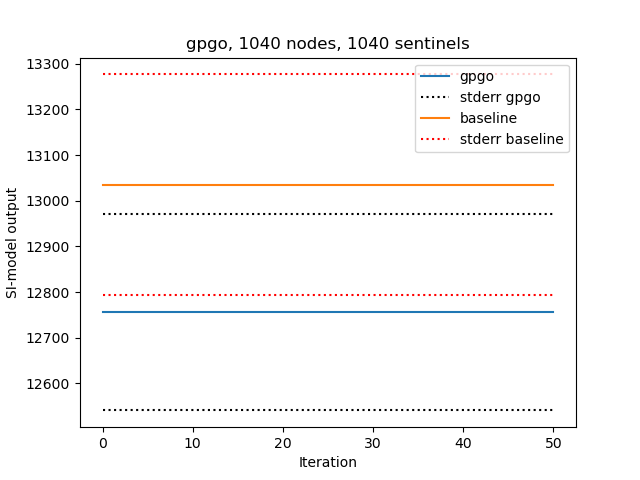 gpgo, 1040 nodes, 1040 sentinels
SI-model output
13300
13200
13100
13000
12900
12800
12700
12600
gpgo
stderr gpgo
baseline
stderr baseline
0 10 20 30 40 50
Iteration